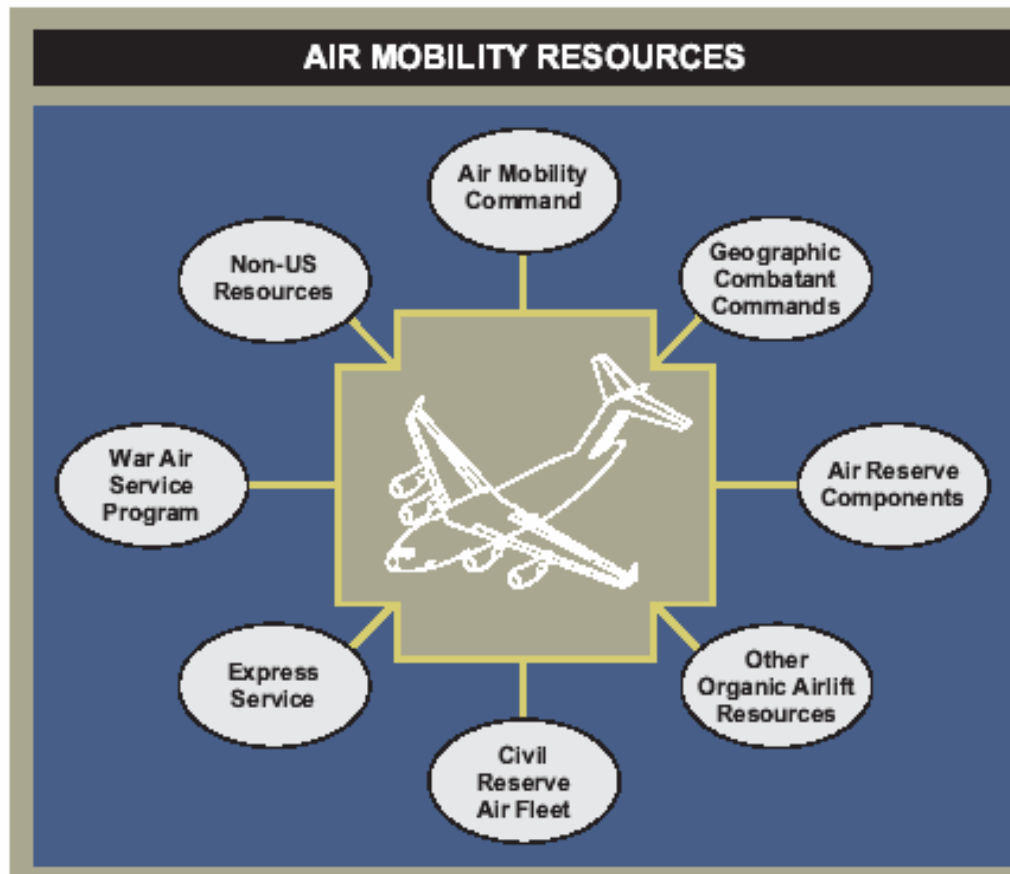 AIR MOBILITY RESOURCES
Air Mobility
Command
Geographic
Combatant
Commands
Air Reserve
Components
Other
Organic Airlift
Resources
Civil
Reserve
Air Fleet
Express
Service
War Air
Service
Program
Non-US
Resources